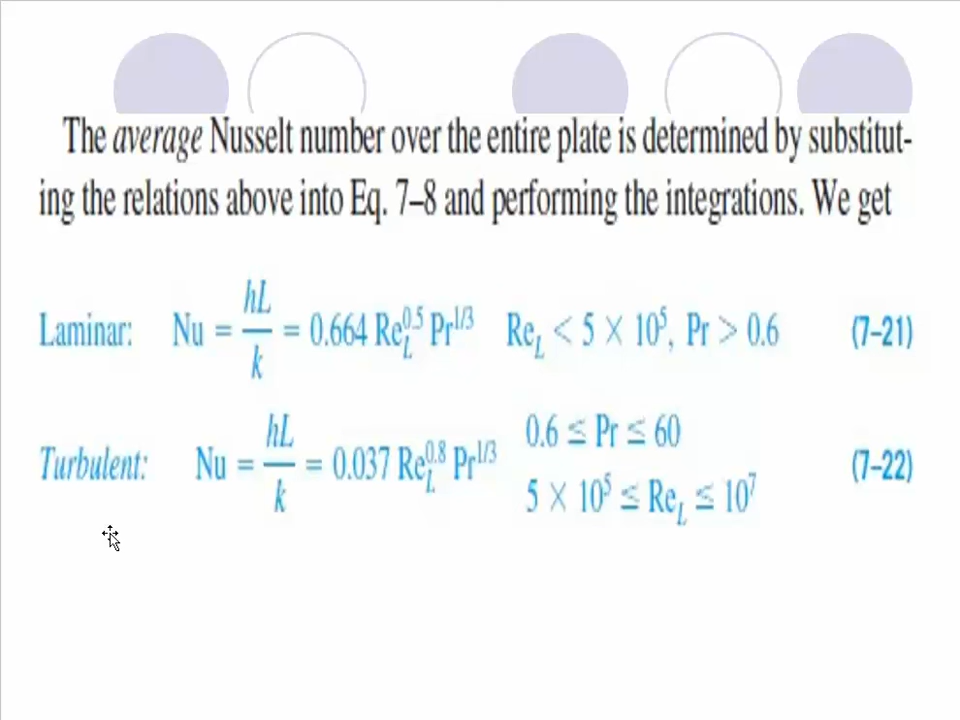 The average Nusselt number over the entire plate is determined by substitut-
ing the relations above into Eq. 7–8 and performing the integrations. We get
Laminar: Nu = hL/k = 0.664 Re_L^0.5 Pr^1/3 Re_L < 5 × 10^5, Pr > 0.6 (7–21)
Turbulent: Nu = hL/k = 0.037 Re_L^0.8 Pr^1/3 0.6 ≤ Pr ≤ 60 (7–22)
5 × 10^5 ≤ Re_L ≤ 10^7